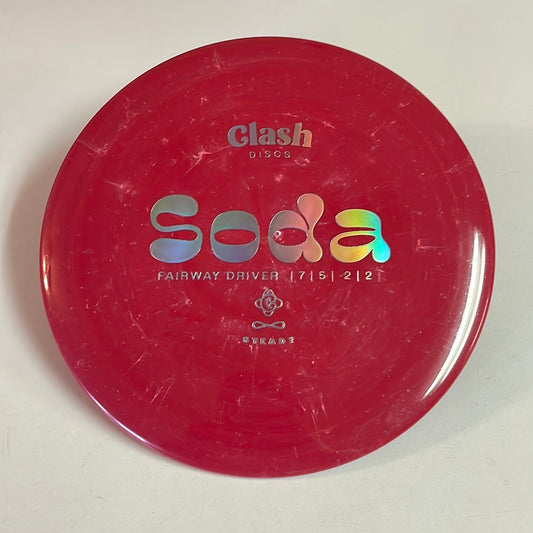 Clash
DISCS
Soda
FAIRWAY DRIVER |7|5|-2|2|
STEADY